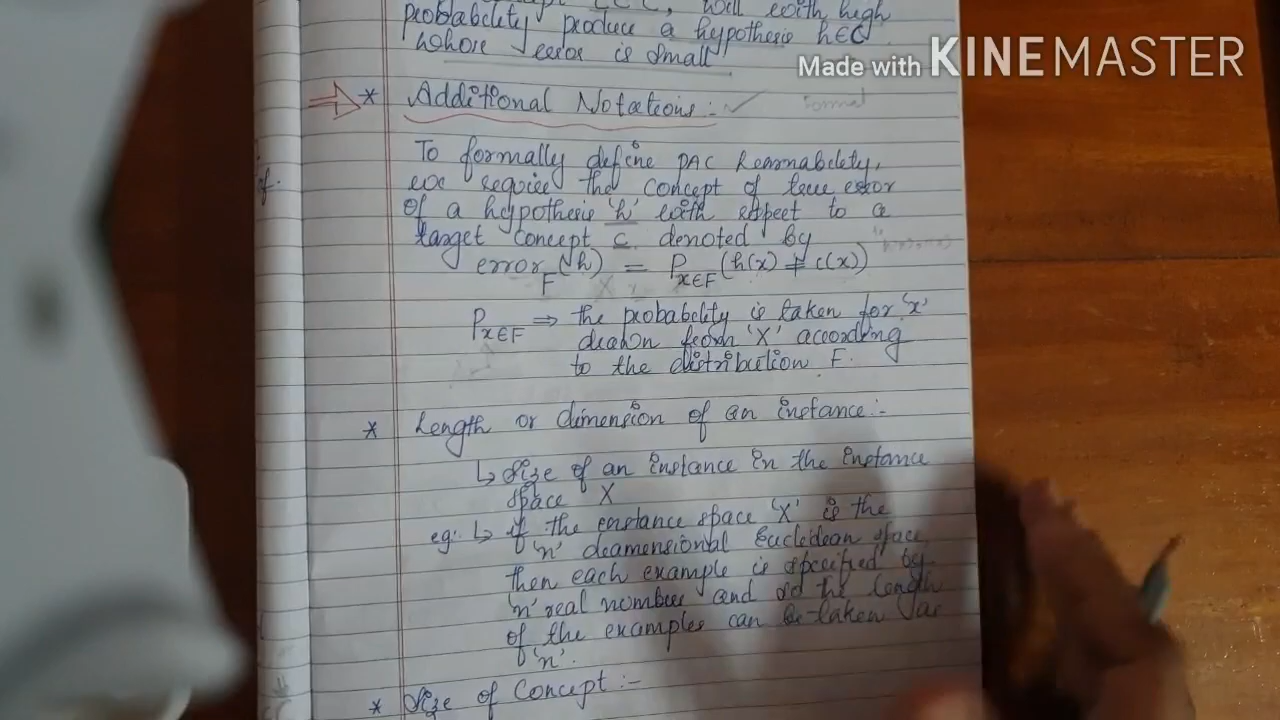 will with high
probability produce a hypothesis h∈C
whose error is small
Made with KINEMASTER
* Additional Notations:-
To formally define PAC Learnability,
we require the concept of true error
of a hypothesis 'h' with respect to a
target concept c denoted by
error_F(h) = P_x∈F (h(x) ≠ c(x))
P_x∈F ⇒ the probability is taken for 'x'
drawn from 'X' according
to the distribution F.
* Length or dimension of an instance:-
↳ Size of an instance in the instance
space X
eg: ↳ if the instance space 'X' is the
'n' deamensional Euclidean space,
then each example is specified by
'n' real number and so the length
of the examples can be taken as
'n'.
* Size of Concept:-